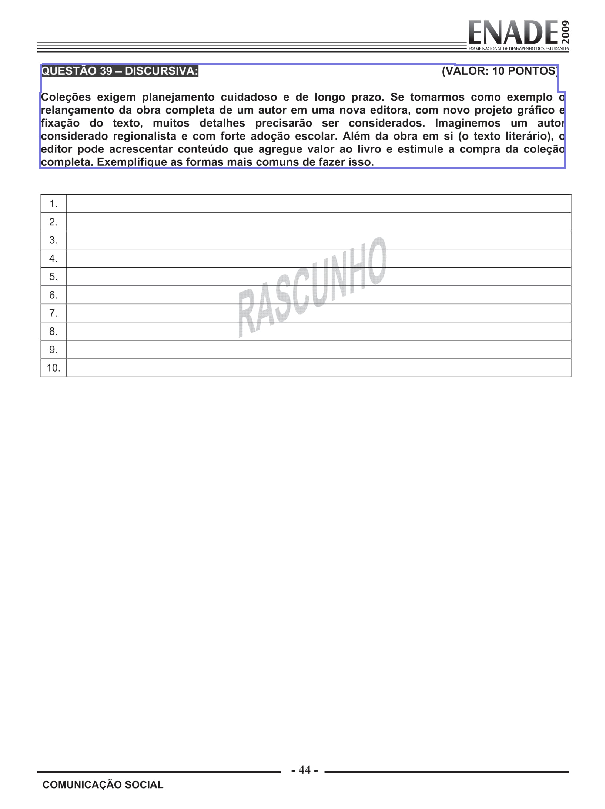 ENADE 2009
EXAME NACIONAL DE DESEMPENHO DOS ESTUDANTES
QUESTÃO 39 – DISCURSIVA: (VALOR: 10 PONTOS)
Coleções exigem planejamento cuidadoso e de longo prazo. Se tomarmos como exemplo o
relançamento da obra completa de um autor em uma nova editora, com novo projeto gráfico e
fixação do texto, muitos detalhes precisarão ser considerados. Imaginemos um autor
considerado regionalista e com forte adoção escolar. Além da obra em si (o texto literário), o
editor pode acrescentar conteúdo que agregue valor ao livro e estimule a compra da coleção
completa. Exemplifique as formas mais comuns de fazer isso.
1.
2.
3.
4.
5.
6.
7.
8.
9.
10.
RASCUNHO
- 44 -
COMUNICAÇÃO SOCIAL